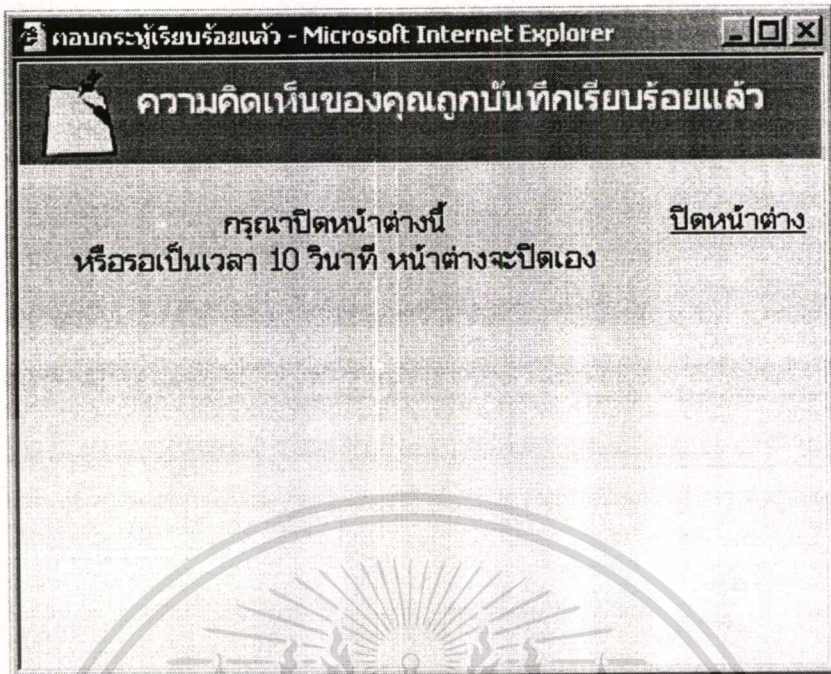 ตอบกระทู้เรียบร้อยแล้ว - Microsoft Internet Explorer
ความคิดเห็นของคุณถูกบันทึกเรียบร้อยแล้ว
กรุณาปิดหน้าต่างนี้
หรือรอเป็นเวลา 10 วินาที หน้าต่างจะปิดเอง
ปิดหน้าต่าง